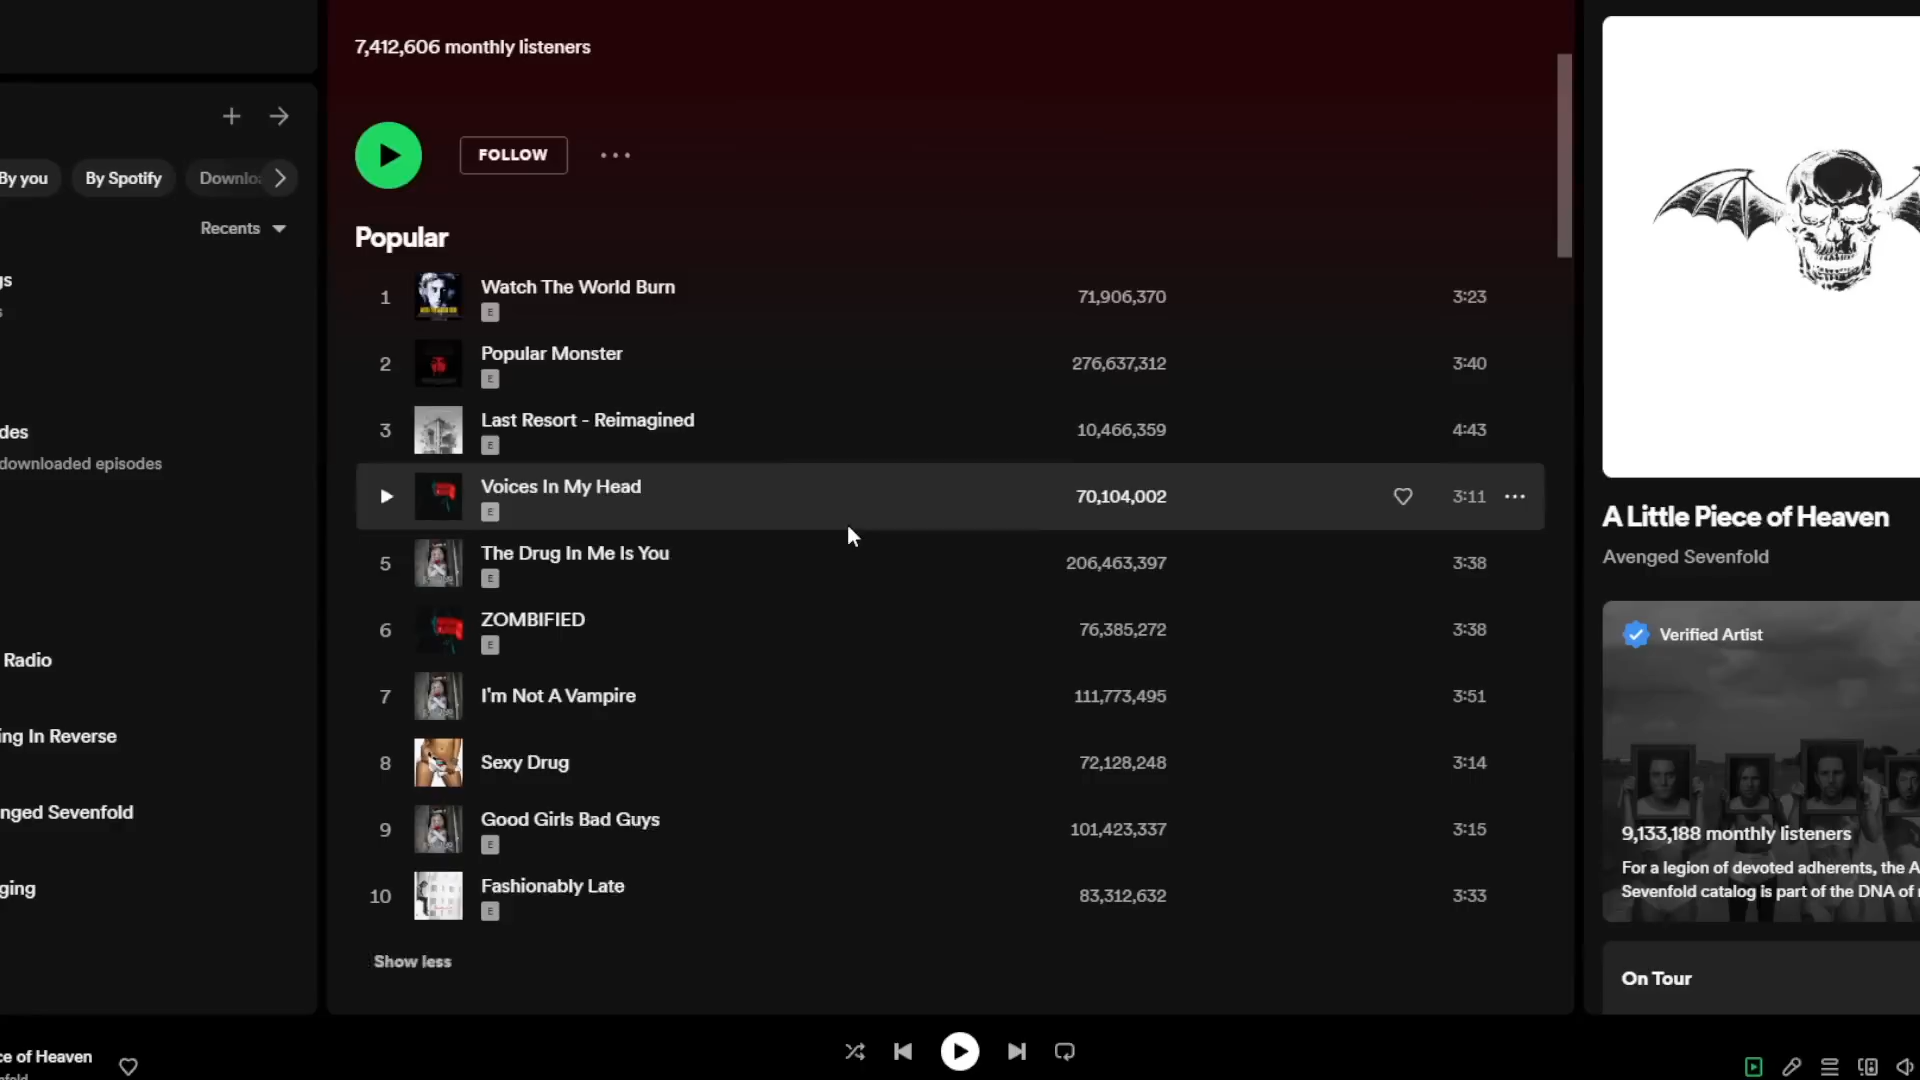 7,412,606 monthly listeners
FOLLOW
By you
By Spotify
Downlo
Recents
gs
s
des
downloaded episodes
Radio
ing In Reverse
nged Sevenfold
ging
Popular
1 Watch The World Burn 71,906,370 3:23
E
2 Popular Monster 276,637,312 3:40
E
3 Last Resort - Reimagined 10,466,359 4:43
E
Voices In My Head 70,104,002 3:11
E
5 The Drug In Me Is You 206,463,397 3:38
E
6 ZOMBIFIED 76,385,272 3:38
E
7 I'm Not A Vampire 111,773,495 3:51
8 Sexy Drug 72,128,248 3:14
9 Good Girls Bad Guys 101,423,337 3:15
E
10 Fashionably Late 83,312,632 3:33
E
Show less
A Little Piece of Heaven
Avenged Sevenfold
Verified Artist
9,133,188 monthly listeners
For a legion of devoted adherents, the A
Sevenfold catalog is part of the DNA of
On Tour
ce of Heaven